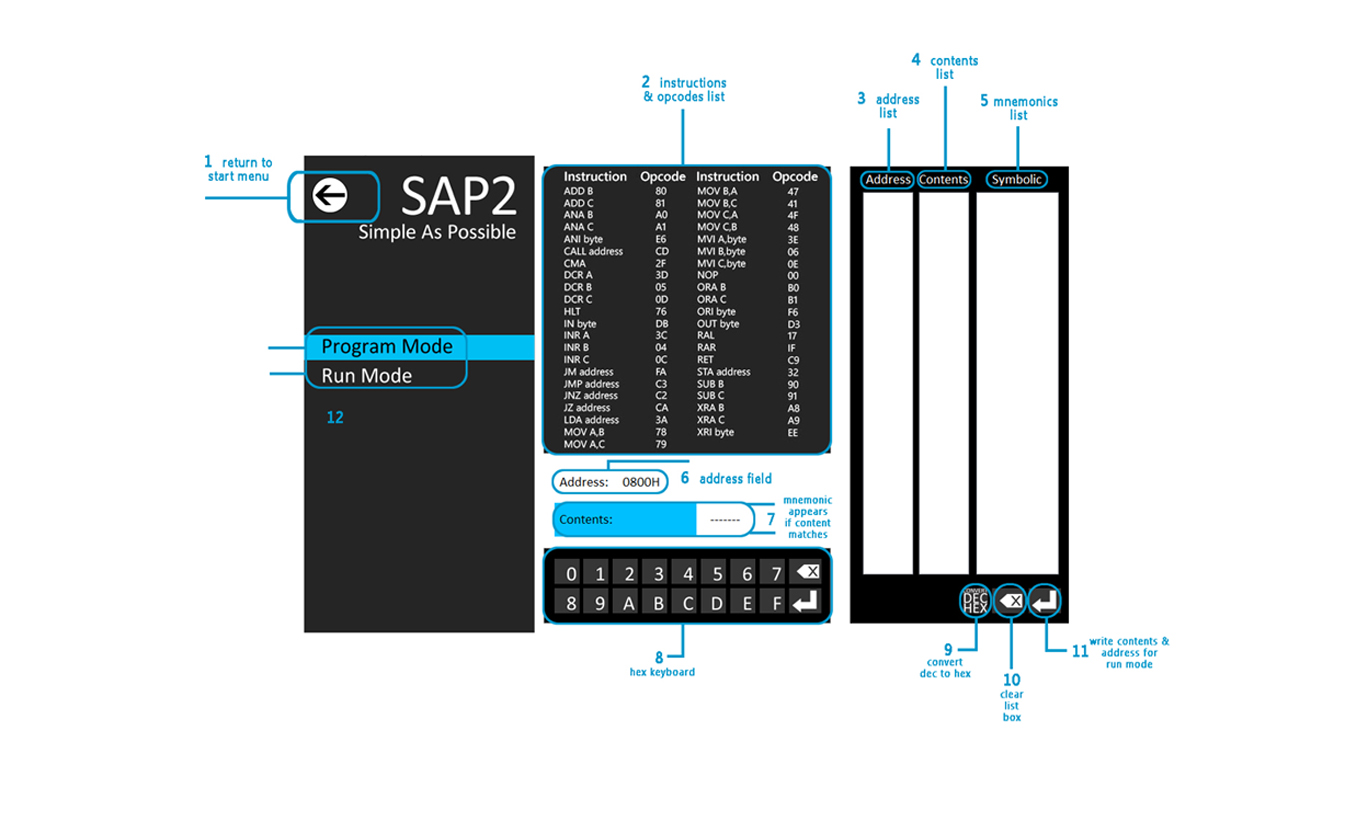 1 return to
start menu
SAP2
Simple As Possible
Program Mode
Run Mode
12
2 instructions
& opcodes list
Instruction Opcode Instruction Opcode
ADD B 80 MOV B,A 47
ADD C 81 MOV B,C 41
ANA B A0 MOV C,A 4F
ANA C A1 MOV C,B 48
ANI byte E6 MVI A,byte 3E
CALL address CD MVI B,byte 06
CMA 2F MVI C,byte 0E
DCR A 3D NOP 00
DCR B 05 ORA B B0
DCR C 0D ORA C B1
HLT 76 ORI byte F6
IN byte DB OUT byte D3
INR A 3C RAL 17
INR B 04 RAR IF
INR C 0C RET C9
JM address FA STA address 32
JMP address C3 SUB B 90
JNZ address C2 SUB C 91
JZ address CA XRA B A8
LDA address 3A XRA C A9
MOV A,B 78 XRI byte EE
MOV A,C 79
Address: 0800H
6 address field
Contents: -------
7
mnemonic
appears
if content
matches
0 1 2 3 4 5 6 7 X
8 9 A B C D E F
8
hex keyboard
3 address
list
4 contents
list
5 mnemonics
list
Address Contents Symbolic
CONVERT
DEC
HEX
X
9
convert
dec to hex
10
clear
list
box
11 write contents &
address for
run mode